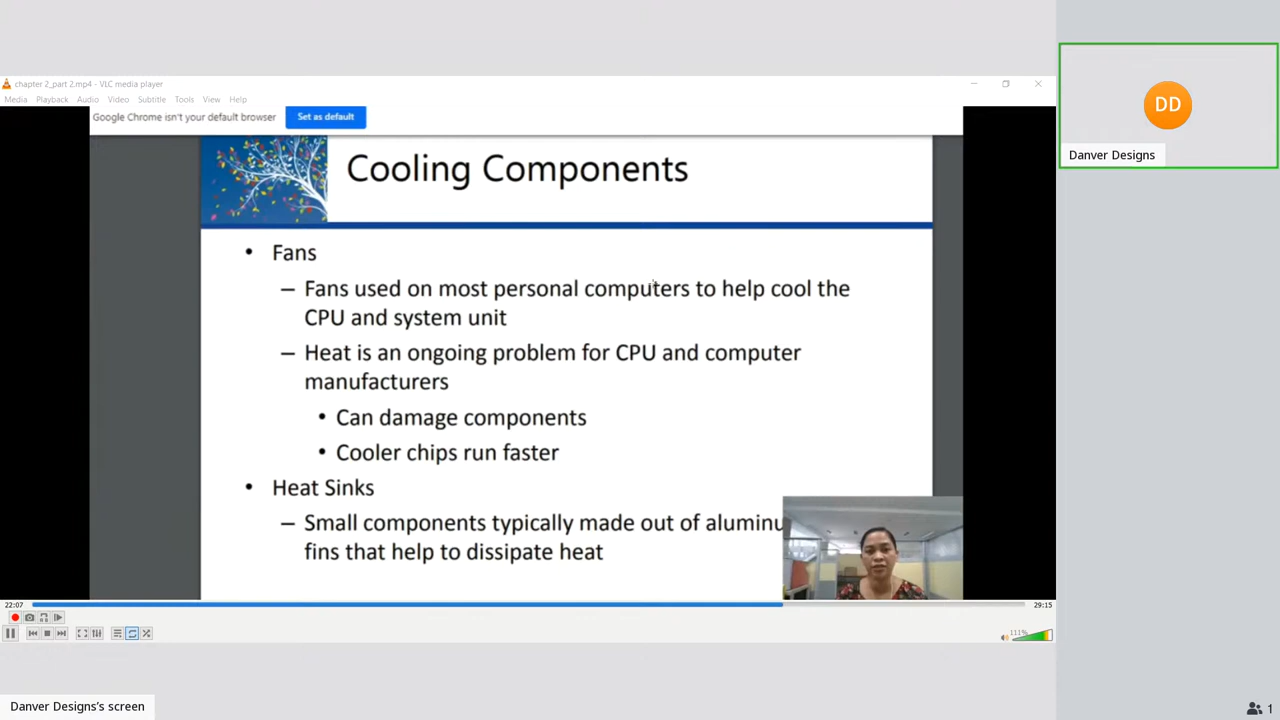 chapter 2_part 2.mp4 - VLC media player
Media Playback Audio Video Subtitle Tools View Help
Google Chrome isn't your default browser Set as default
Cooling Components
• Fans
– Fans used on most personal computers to help cool the
CPU and system unit
– Heat is an ongoing problem for CPU and computer
manufacturers
• Can damage components
• Cooler chips run faster
• Heat Sinks
– Small components typically made out of aluminu
fins that help to dissipate heat
22:07 29:15
111%
DD
Danver Designs
Danver Designs's screen
1